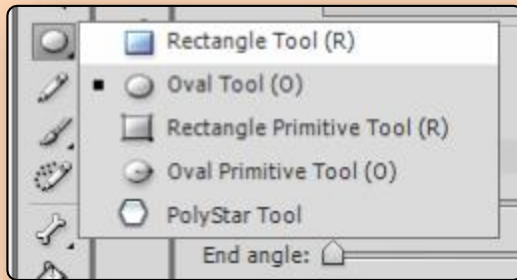 Rectangle Tool (R)
Oval Tool (O)
Rectangle Primitive Tool (R)
Oval Primitive Tool (O)
PolyStar Tool
End angle: